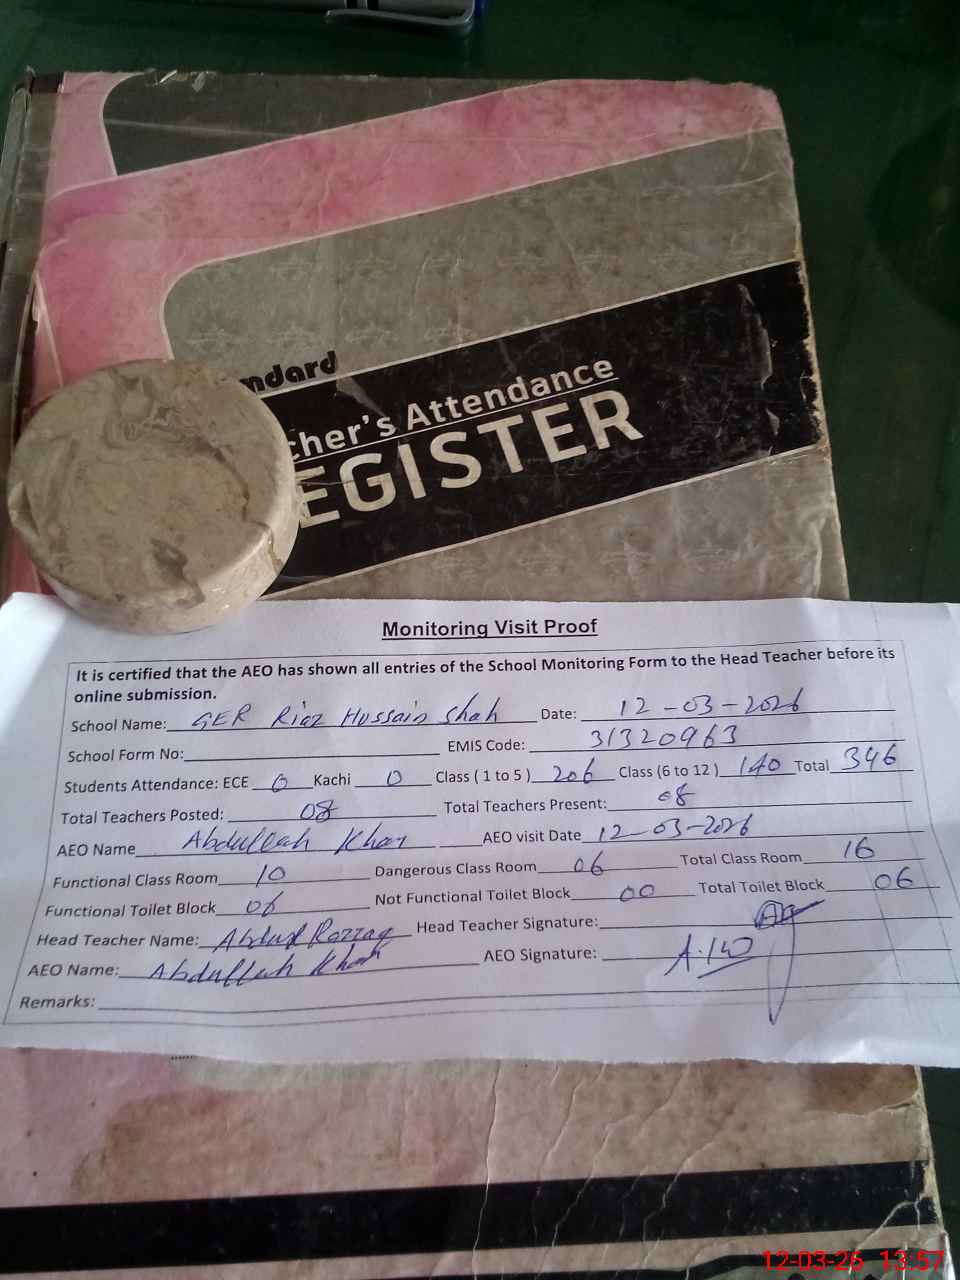 ndard
cher's Attendance
EGISTER
Monitoring Visit Proof
It is certified that the AEO has shown all entries of the School Monitoring Form to the Head Teacher before its
online submission.
School Name: GER Riaz Hussain Shah Date: 12-03-2026
School Form No: EMIS Code: 31320963
Students Attendance: ECE 0 Kachi 0 Class ( 1 to 5 ) 206 Class (6 to 12 ) 140 Total 346
Total Teachers Posted: 08 Total Teachers Present: 08
AEO Name Abdullah Khan AEO visit Date 12-03-2026
Functional Class Room 10 Dangerous Class Room 06 Total Class Room 16
Functional Toilet Block 06 Not Functional Toilet Block 00 Total Toilet Block 06
Head Teacher Name: Abdul Razzaq Head Teacher Signature:
AEO Name: Abdullah Khan AEO Signature:
Remarks:
12-03-26 13:57